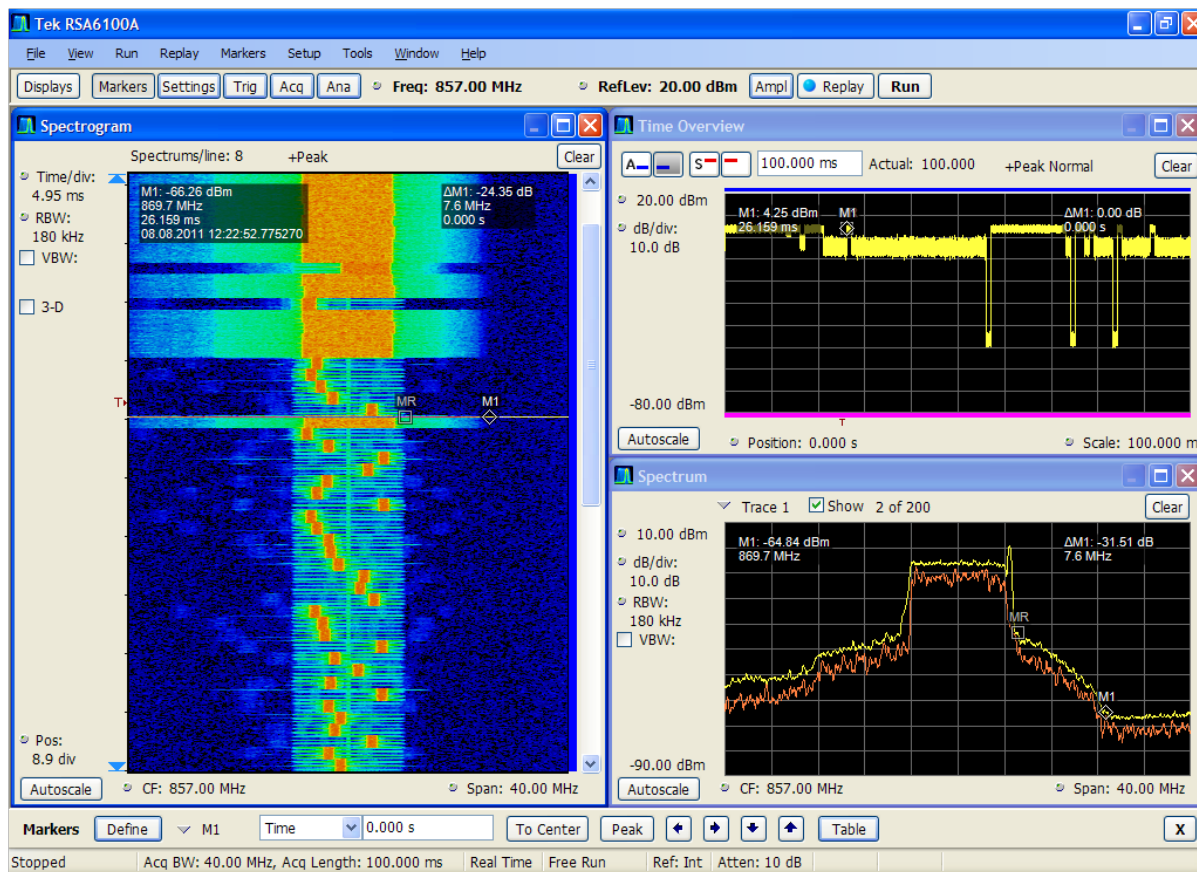 Tek RSA6100A
File View Run Replay Markers Setup Tools Window Help
Displays Markers Settings Trig Acq Ana Freq: 857.00 MHz RefLev: 20.00 dBm Ampl Replay Run
Spectrogram
Spectrums/line: 8 +Peak Clear
Time/div:
4.95 ms
RBW:
180 kHz
VBW:
3-D
M1: -66.26 dBm
869.7 MHz
26.159 ms
08.08.2011 12:22:52.775270
ΔM1: -24.35 dB
7.6 MHz
0.000 s
T
MR
M1
Pos:
8.9 div
Autoscale CF: 857.00 MHz Span: 40.00 MHz
Time Overview
A S 100.000 ms Actual: 100.000 +Peak Normal Clear
20.00 dBm
dB/div:
10.0 dB
M1: 4.25 dBm
26.159 ms
M1
ΔM1: 0.00 dB
0.000 s
-80.00 dBm
T
Autoscale Position: 0.000 s Scale: 100.000 m
Spectrum
Trace 1 Show 2 of 200 Clear
10.00 dBm
dB/div:
10.0 dB
RBW:
180 kHz
VBW:
M1: -64.84 dBm
869.7 MHz
ΔM1: -31.51 dB
7.6 MHz
MR
M1
-90.00 dBm
Autoscale CF: 857.00 MHz Span: 40.00 MHz
Markers Define M1 Time 0.000 s To Center Peak Table X
Stopped Acq BW: 40.00 MHz, Acq Length: 100.000 ms Real Time Free Run Ref: Int Atten: 10 dB